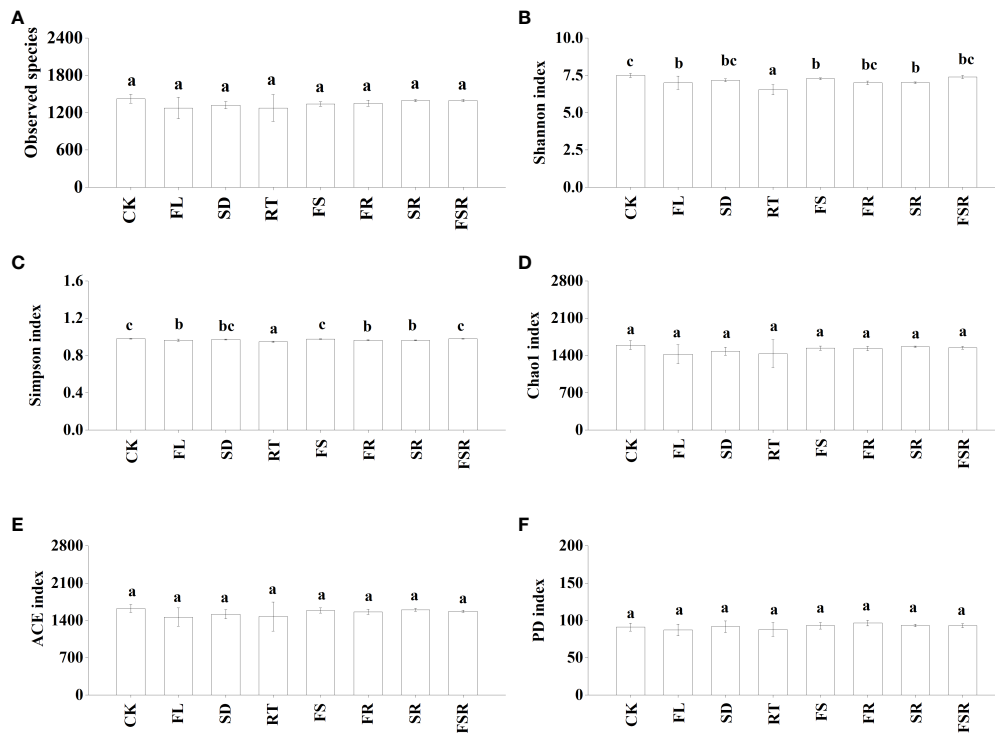 A
Observed species
2400
1800
1200
600
0
a a a a a a a a
CK FL SD RT FS FR SR FSR
B
Shannon index
10.0
7.5
5.0
2.5
0.0
c b bc a b bc b bc
CK FL SD RT FS FR SR FSR
C
Simpson index
1.6
1.2
0.8
0.4
0.0
c b bc a c b b c
CK FL SD RT FS FR SR FSR
D
Chao1 index
2800
2100
1400
700
0
a a a a a a a a
CK FL SD RT FS FR SR FSR
E
ACE index
2800
2100
1400
700
0
a a a a a a a a
CK FL SD RT FS FR SR FSR
F
PD index
200
150
100
50
0
a a a a a a a a
CK FL SD RT FS FR SR FSR